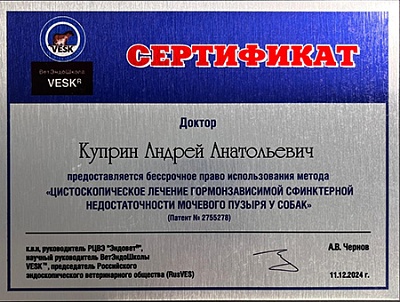 VESK
ВетЭндоШкола
VESK®
СЕРТИФИКАТ
Доктор
Куприн Андрей Анатольевич
предоставляется бессрочное право использования метода
«ЦИСТОСКОПИЧЕСКОЕ ЛЕЧЕНИЕ ГОРМОНЗАВИСИМОЙ СФИНКТЕРНОЙ
НЕДОСТАТОЧНОСТИ МОЧЕВОГО ПУЗЫРЯ У СОБАК»
(Патент № 2755278)
к.в.н, руководитель РЦВЭ "Эндовет®",
научный руководитель ВетЭндоШколы
VESK™, председатель Российского
эндоскопического ветеринарного общества (RusVES)
А.В. Чернов
11.12.2024 г.